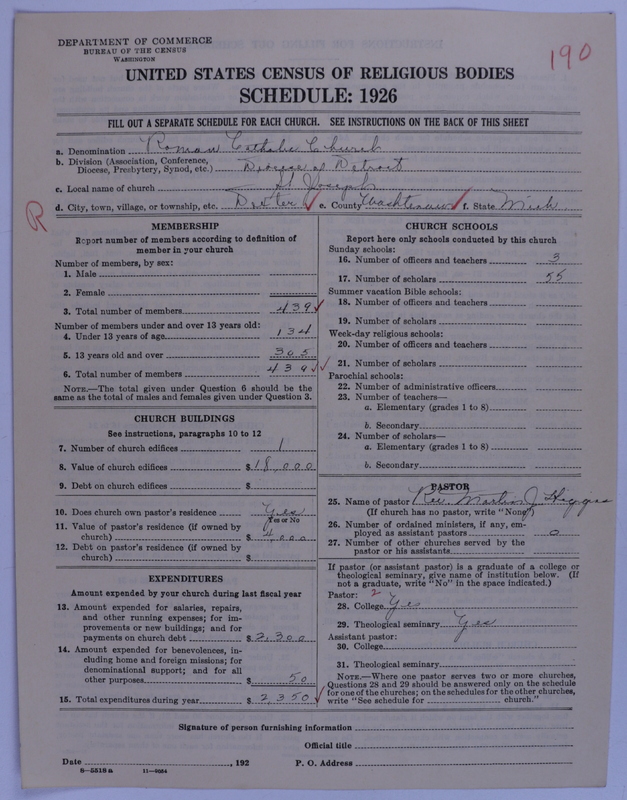 DEPARTMENT OF COMMERCE
BUREAU OF THE CENSUS
WASHINGTON
190
UNITED STATES CENSUS OF RELIGIOUS BODIES
SCHEDULE: 1926
FILL OUT A SEPARATE SCHEDULE FOR EACH CHURCH. SEE INSTRUCTIONS ON THE BACK OF THIS SHEET
a. Denomination Roman Catholic Church
b. Division (Association, Conference,
Diocese, Presbytery, Synod, etc.) Diocese of Detroit
c. Local name of church St Joseph
d. City, town, village, or township, etc. Dexter e. County Washtenaw f. State Mich
R
MEMBERSHIP
Report number of members according to definition of
member in your church
Number of members, by sex:
1. Male
2. Female
3. Total number of members 439
Number of members under and over 13 years old:
4. Under 13 years of age 134
5. 13 years old and over 305
6. Total number of members 439
NOTE.—The total given under Question 6 should be the
same as the total of males and females given under Question 3.
CHURCH BUILDINGS
See instructions, paragraphs 10 to 12
7. Number of church edifices 1
8. Value of church edifices $18,000
9. Debt on church edifices $
10. Does church own pastor's residence Yes
Yes or No
11. Value of pastor's residence (if owned by
church) $4,000
12. Debt on pastor's residence (if owned by
church) $
EXPENDITURES
Amount expended by your church during last fiscal year
13. Amount expended for salaries, repairs,
and other running expenses; for im-
provements or new buildings; and for
payments on church debt $2,300
14. Amount expended for benevolences, in-
cluding home and foreign missions; for
denominational support; and for all
other purposes $50
15. Total expenditures during year $2,350
CHURCH SCHOOLS
Report here only schools conducted by this church
Sunday schools:
16. Number of officers and teachers 3
17. Number of scholars 55
Summer vacation Bible schools:
18. Number of officers and teachers
19. Number of scholars
Week-day religious schools:
20. Number of officers and teachers
21. Number of scholars
Parochial schools:
22. Number of administrative officers
23. Number of teachers—
a. Elementary (grades 1 to 8)
b. Secondary
24. Number of scholars—
a. Elementary (grades 1 to 8)
b. Secondary
PASTOR
25. Name of pastor Rev. Martin J.
(If church has no pastor, write "None")
26. Number of ordained ministers, if any, em-
ployed as assistant pastors 0
27. Number of other churches served by the
pastor or his assistants
If pastor (or assistant pastor) is a graduate of a college or
theological seminary, give name of institution below. (If
not a graduate, write "No" in the space indicated.)
Pastor: 2
28. College Yes
29. Theological seminary Yes
Assistant pastor:
30. College
31. Theological seminary
NOTE.—Where one pastor serves two or more churches,
Questions 28 and 29 should be answered only on the schedule
for one of the churches; on the schedules for the other churches,
write "See schedule for church."
Signature of person furnishing information
Official title
Date , 192 P. O. Address
8—5518 a 11—9054